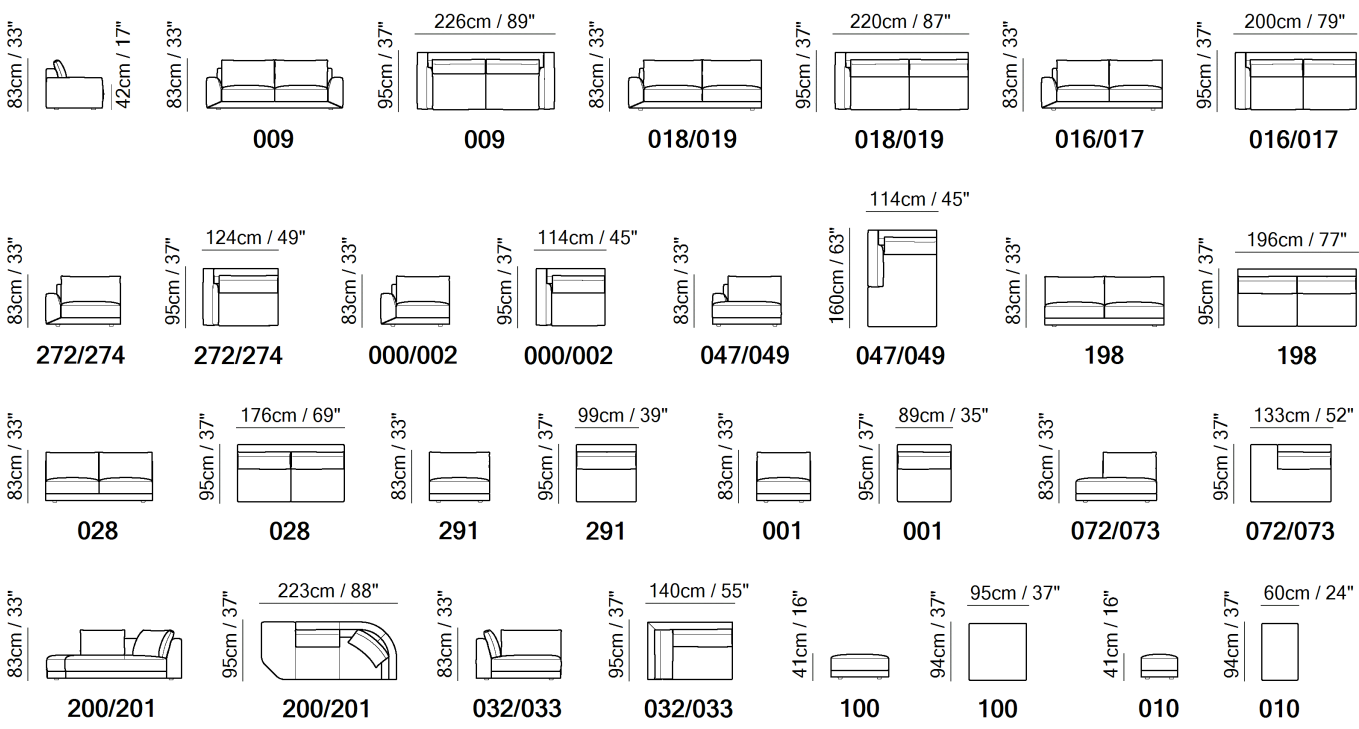 83cm / 33"
42cm / 17"
83cm / 33"
009
226cm / 89"
95cm / 37"
009
83cm / 33"
018/019
220cm / 87"
95cm / 37"
018/019
83cm / 33"
016/017
200cm / 79"
95cm / 37"
016/017
83cm / 33"
272/274
124cm / 49"
95cm / 37"
272/274
83cm / 33"
000/002
114cm / 45"
95cm / 37"
000/002
83cm / 33"
047/049
114cm / 45"
160cm / 63"
047/049
83cm / 33"
198
196cm / 77"
95cm / 37"
198
83cm / 33"
028
176cm / 69"
95cm / 37"
028
83cm / 33"
291
99cm / 39"
95cm / 37"
291
83cm / 33"
001
89cm / 35"
95cm / 37"
001
83cm / 33"
072/073
133cm / 52"
95cm / 37"
072/073
83cm / 33"
200/201
223cm / 88"
95cm / 37"
200/201
83cm / 33"
032/033
140cm / 55"
95cm / 37"
032/033
41cm / 16"
100
95cm / 37"
94cm / 37"
100
41cm / 16"
010
60cm / 24"
94cm / 37"
010